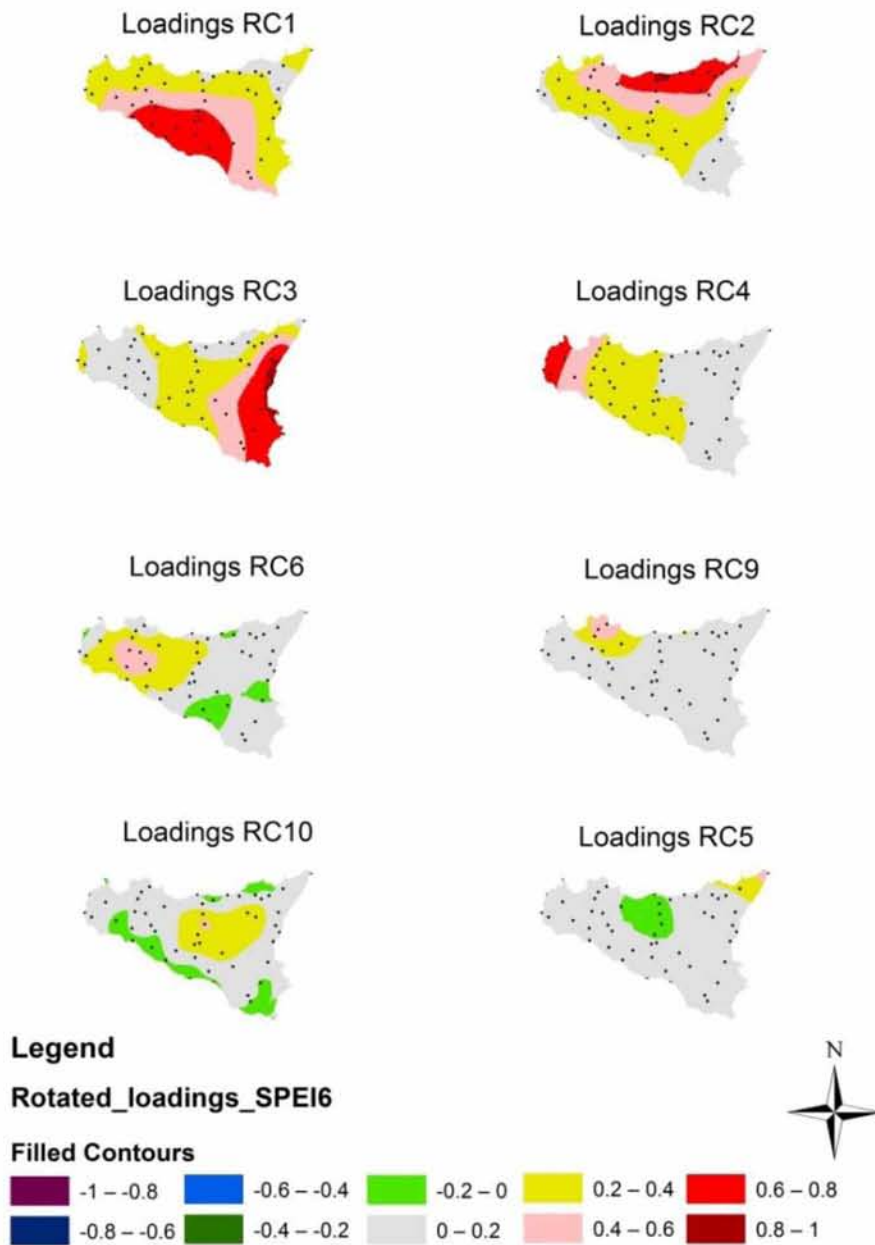 Loadings RC1
Loadings RC2
Loadings RC3
Loadings RC4
Loadings RC6
Loadings RC9
Loadings RC10
Loadings RC5
Legend
N
Rotated_loadings_SPEI6
Filled Contours
-1 – -0.8
-0.6 – -0.4
-0.2 – 0
0.2 – 0.4
0.6 – 0.8
-0.8 – -0.6
-0.4 – -0.2
0 – 0.2
0.4 – 0.6
0.8 – 1